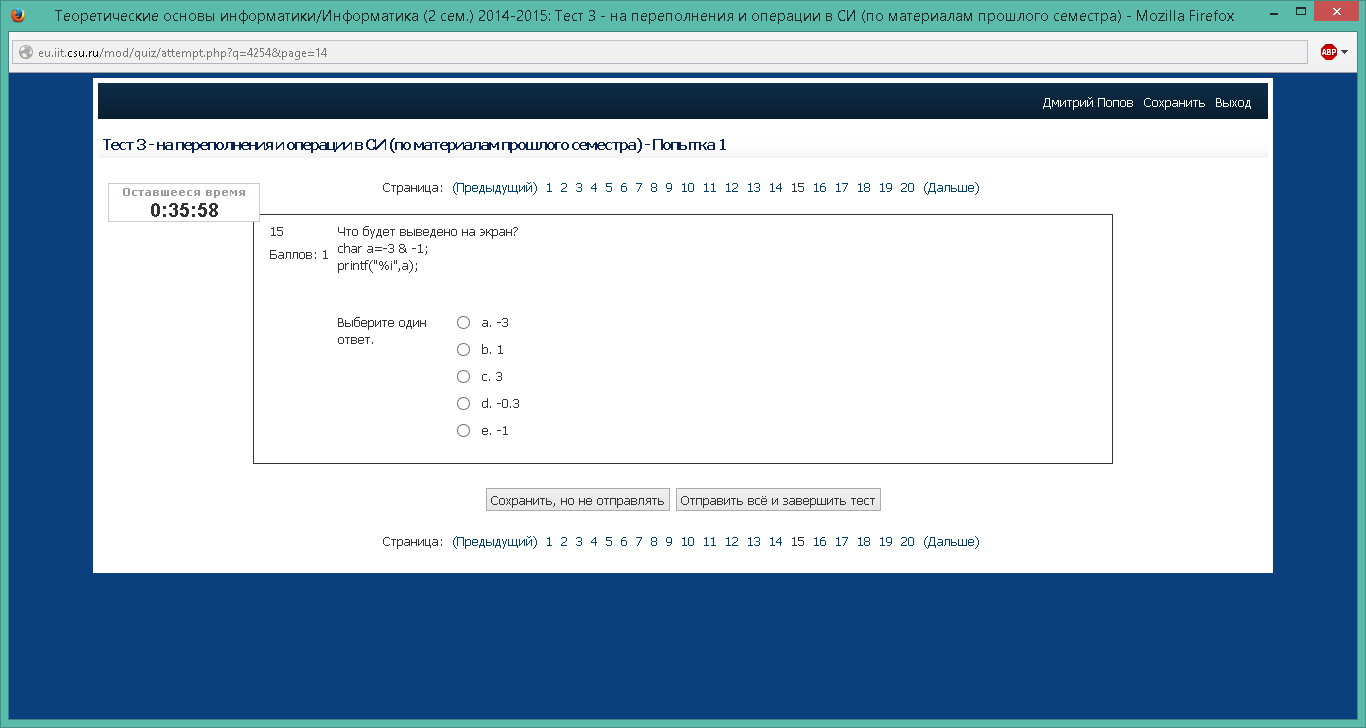 Теоретические основы информатики/Информатика (2 сем.) 2014-2015: Тест 3 - на переполнения и операции в СИ (по материалам прошлого семестра) - Mozilla Firefox
eu.iit.csu.ru/mod/quiz/attempt.php?q=4254&page=14
ABP
Дмитрий Попов Сохранить Выход
Тест 3 - на переполнения и операции в СИ (по материалам прошлого семестра) - Попытка 1
Оставшееся время
0:35:58
Страница: (Предыдущий) 1 2 3 4 5 6 7 8 9 10 11 12 13 14 15 16 17 18 19 20 (Дальше)
15
Баллов: 1
Что будет выведено на экран?
char a=-3 & -1;
printf("%i",a);
Выберите один
ответ.
a. -3
b. 1
c. 3
d. -0.3
e. -1
Сохранить, но не отправлять Отправить всё и завершить тест
Страница: (Предыдущий) 1 2 3 4 5 6 7 8 9 10 11 12 13 14 15 16 17 18 19 20 (Дальше)